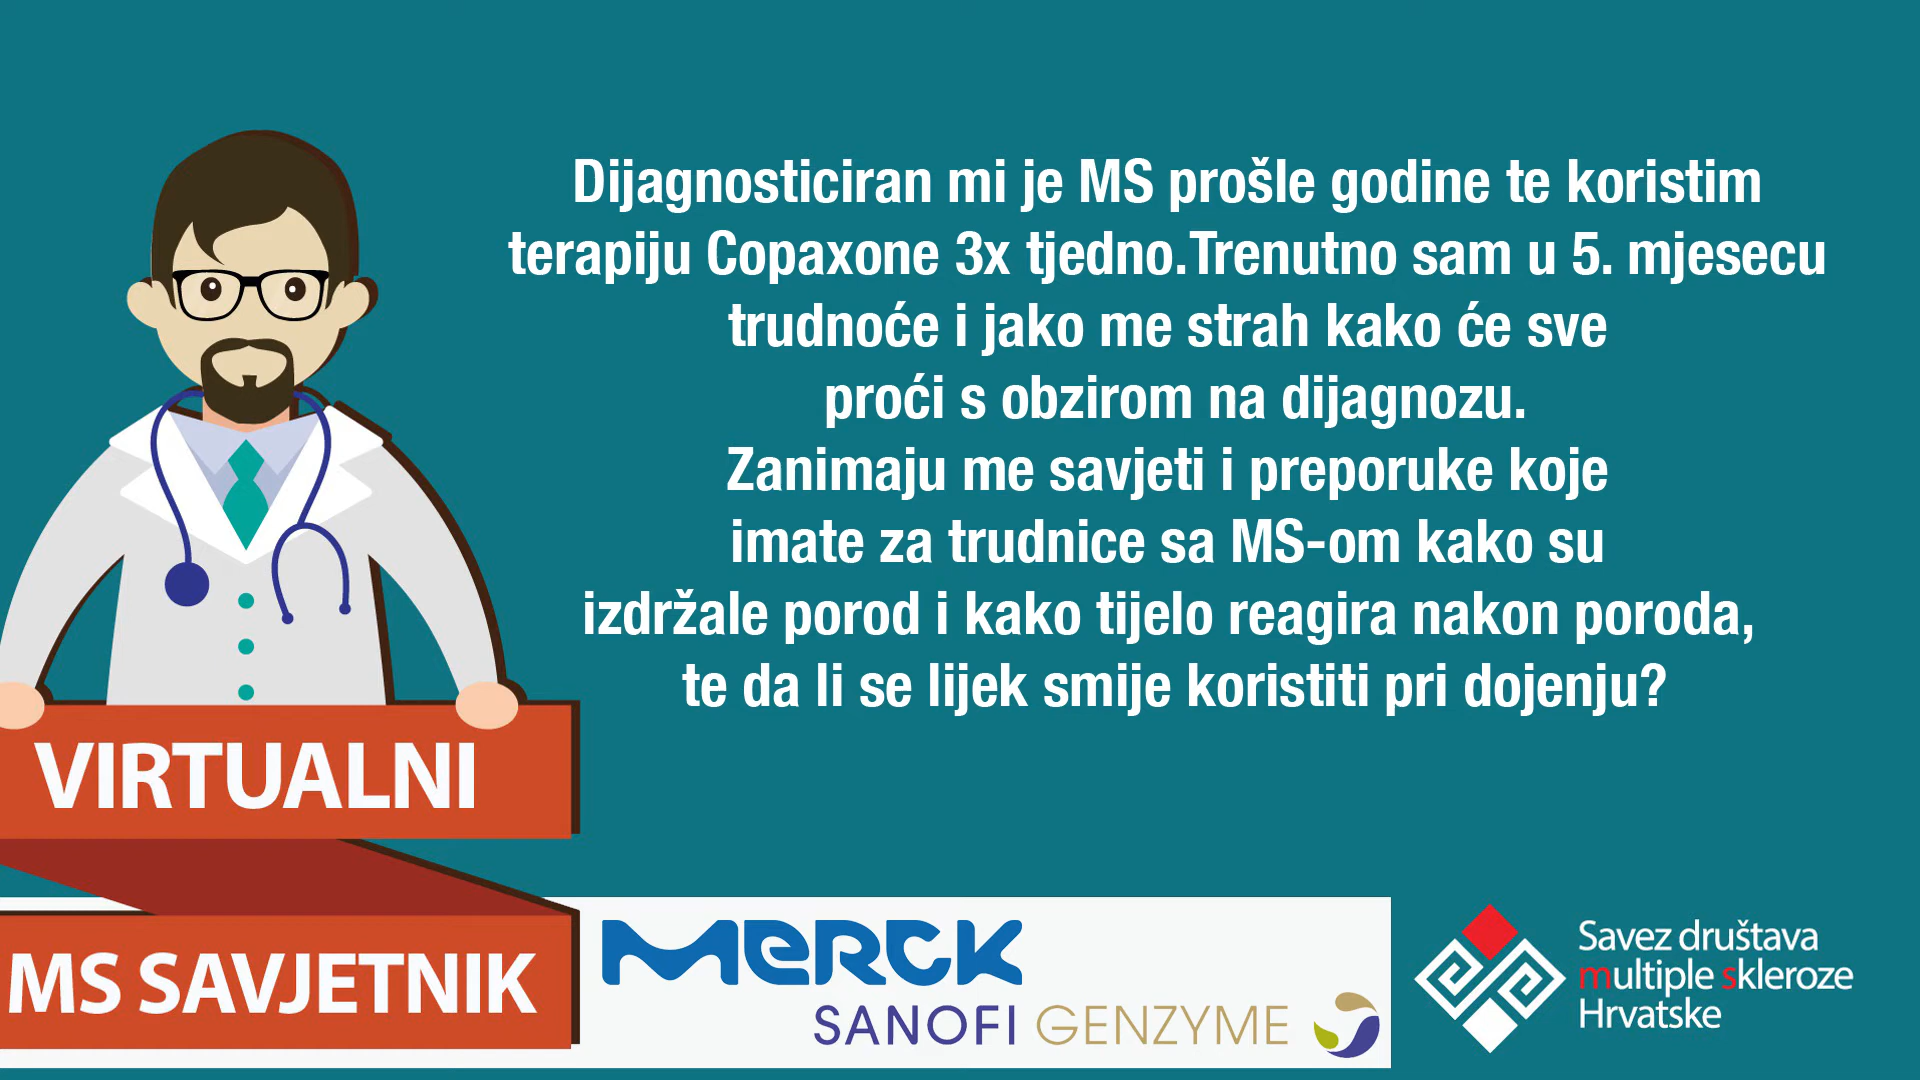 Dijagnosticiran mi je MS prošle godine te koristim
terapiju Copaxone 3x tjedno.Trenutno sam u 5. mjesecu
trudnoće i jako me strah kako će sve
proći s obzirom na dijagnozu.
Zanimaju me savjeti i preporuke koje
imate za trudnice sa MS-om kako su
izdržale porod i kako tijelo reagira nakon poroda,
te da li se lijek smije koristiti pri dojenju?
VIRTUALNI
MS SAVJETNIK
MERCK
SANOFI GENZYME
Savez društava
multiple skleroze
Hrvatske